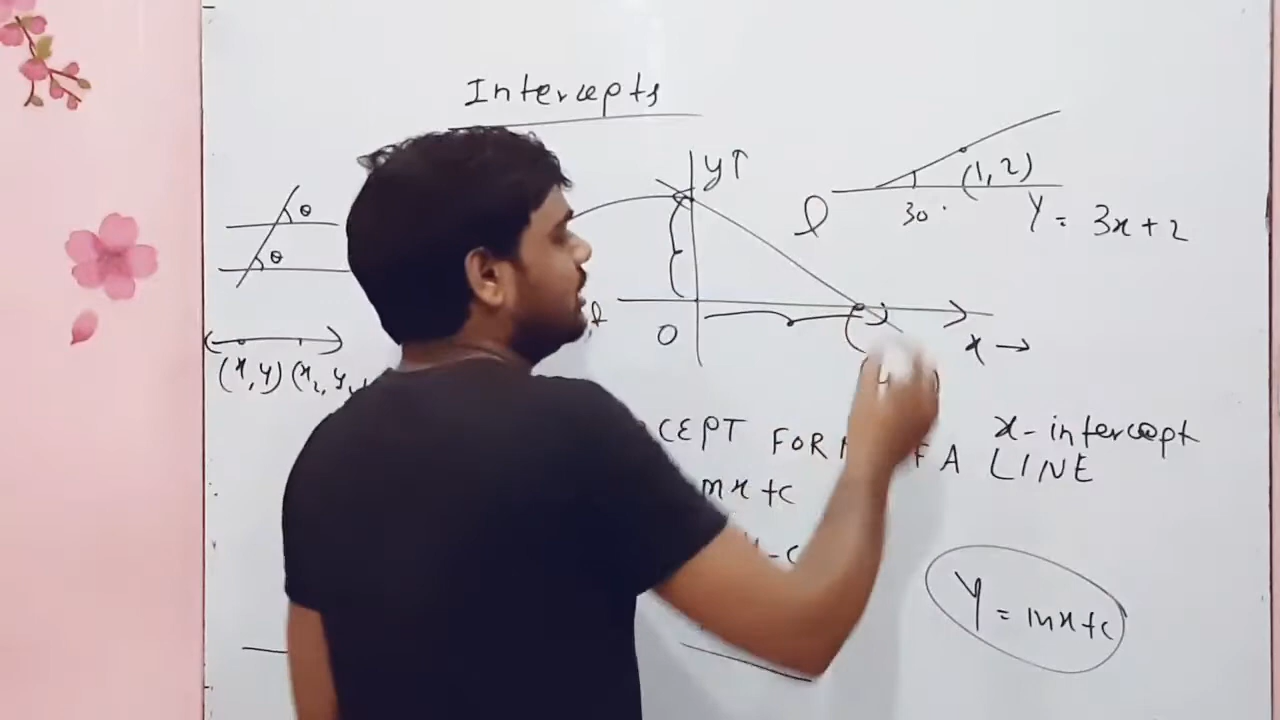 Intercepts
y↑
(1, 2)
30°
l
Y = 3x + 2
θ
θ
O
x →
(x, y) (x₂, y
x-intercept
CEPT FOR F A LINE
mx + c
Y = mx + c